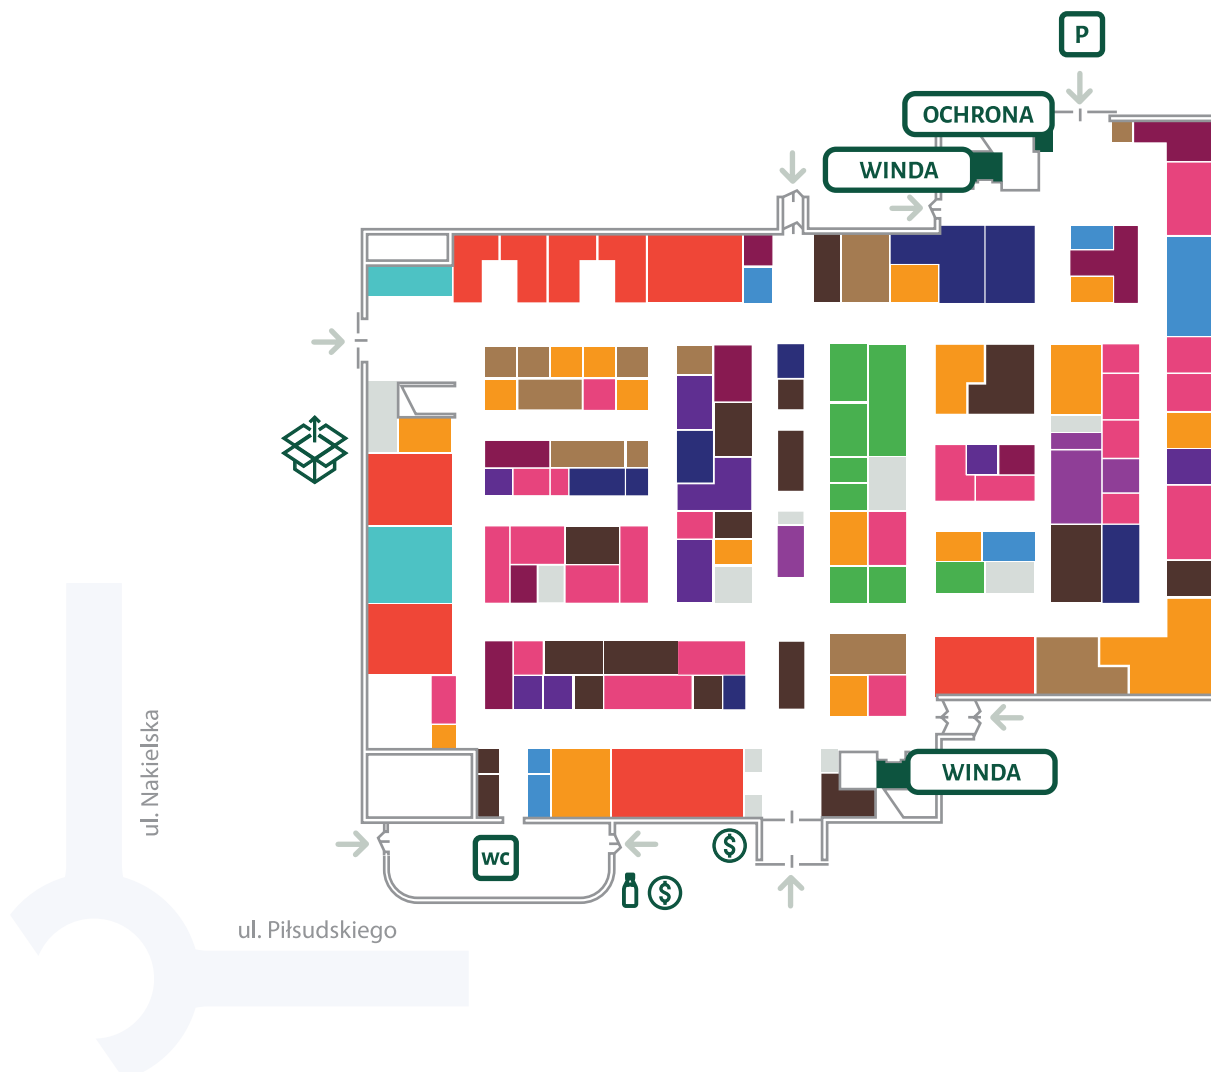 P
OCHRONA
WINDA
ul. Nakielska
WINDA
$
WC
$
ul. Piłsudskiego